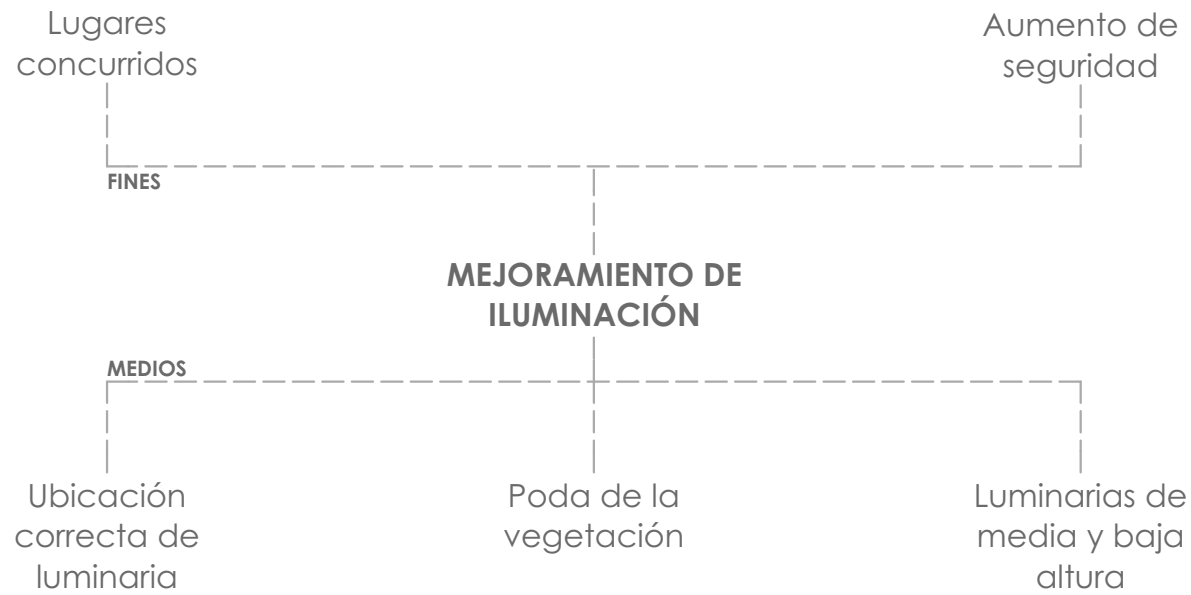 Lugares
concurridos
Aumento de
seguridad
FINES
MEJORAMIENTO DE
ILUMINACIÓN
MEDIOS
Ubicación
correcta de
luminaria
Poda de la
vegetación
Luminarias de
media y baja
altura